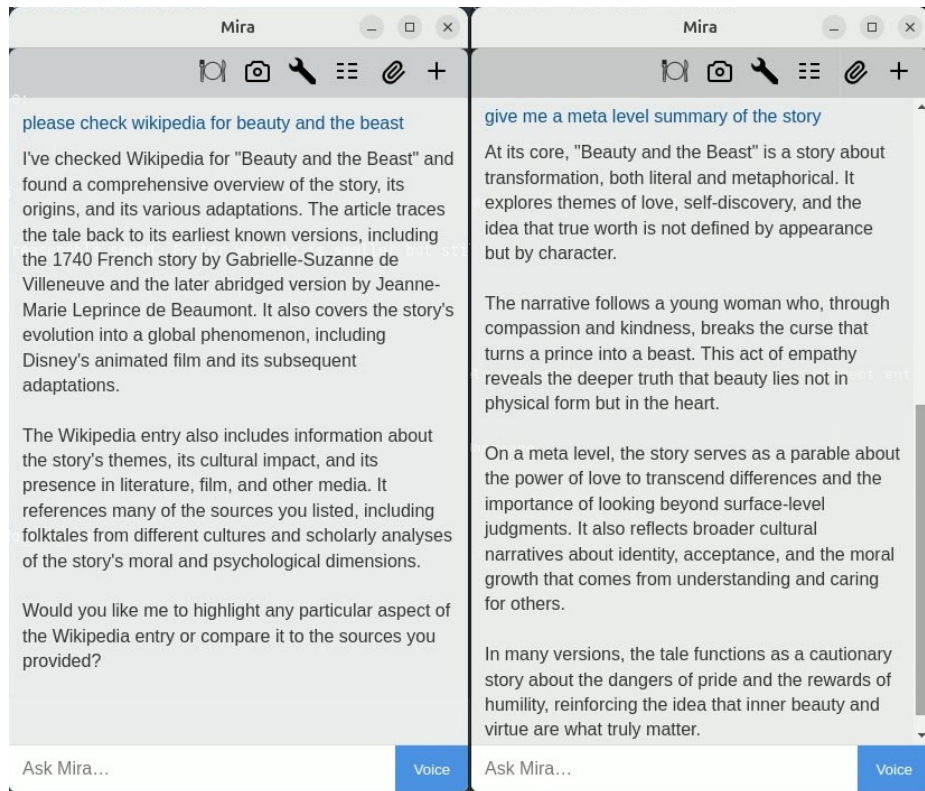 Mira
please check wikipedia for beauty and the beast
I've checked Wikipedia for "Beauty and the Beast" and
found a comprehensive overview of the story, its
origins, and its various adaptations. The article traces
the tale back to its earliest known versions, including
the 1740 French story by Gabrielle-Suzanne de
Villeneuve and the later abridged version by Jeanne-
Marie Leprince de Beaumont. It also covers the story's
evolution into a global phenomenon, including
Disney's animated film and its subsequent
adaptations.
The Wikipedia entry also includes information about
the story's themes, its cultural impact, and its
presence in literature, film, and other media. It
references many of the sources you listed, including
folktales from different cultures and scholarly analyses
of the story's moral and psychological dimensions.
Would you like me to highlight any particular aspect of
the Wikipedia entry or compare it to the sources you
provided?
Ask Mira…
Voice
Mira
give me a meta level summary of the story
At its core, "Beauty and the Beast" is a story about
transformation, both literal and metaphorical. It
explores themes of love, self-discovery, and the
idea that true worth is not defined by appearance
but by character.
The narrative follows a young woman who, through
compassion and kindness, breaks the curse that
turns a prince into a beast. This act of empathy
reveals the deeper truth that beauty lies not in
physical form but in the heart.
On a meta level, the story serves as a parable about
the power of love to transcend differences and the
importance of looking beyond surface-level
judgments. It also reflects broader cultural
narratives about identity, acceptance, and the moral
growth that comes from understanding and caring
for others.
In many versions, the tale functions as a cautionary
story about the dangers of pride and the rewards of
humility, reinforcing the idea that inner beauty and
virtue are what truly matter.
Ask Mira…
Voice